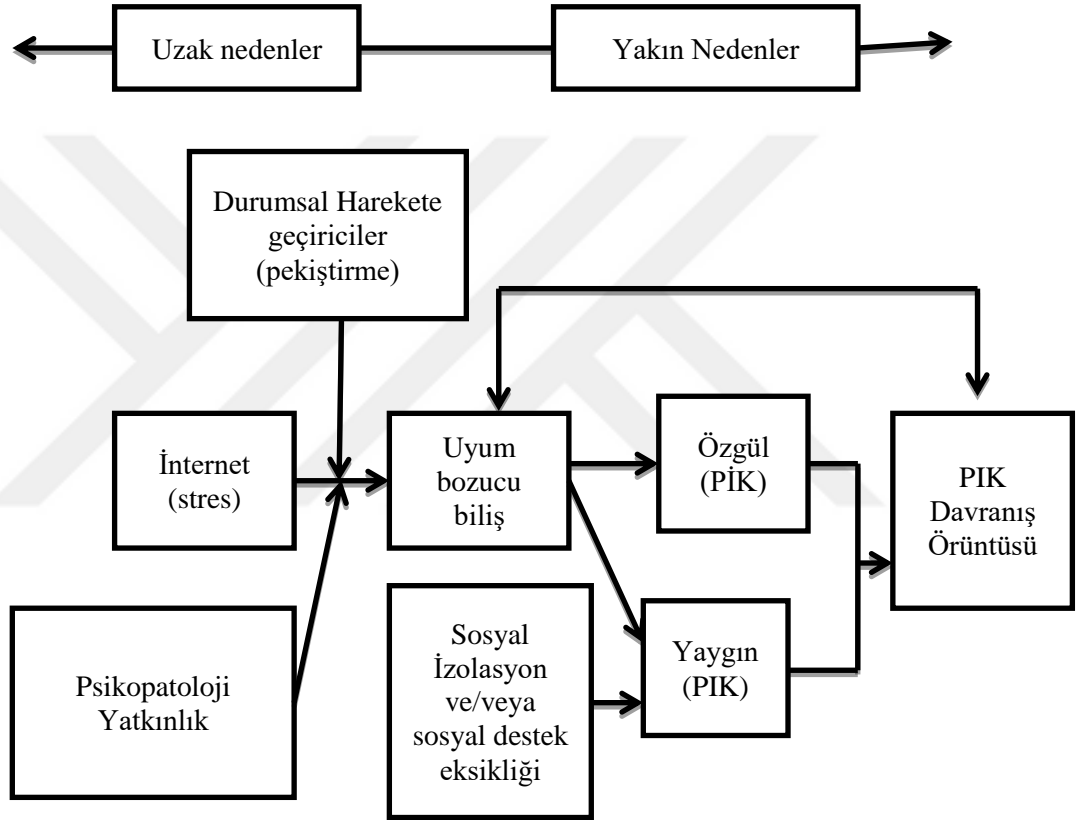 Uzak nedenler
Yakın Nedenler
Durumsal Harekete
geçiriciler
(pekiştirme)
İnternet
(stres)
Uyum
bozucu
biliş
Özgül
(PİK)
PIK
Davranış
Örüntüsü
Psikopatoloji
Yatkınlık
Sosyal
İzolasyon
ve/veya
sosyal destek
eksikliği
Yaygın
(PIK)